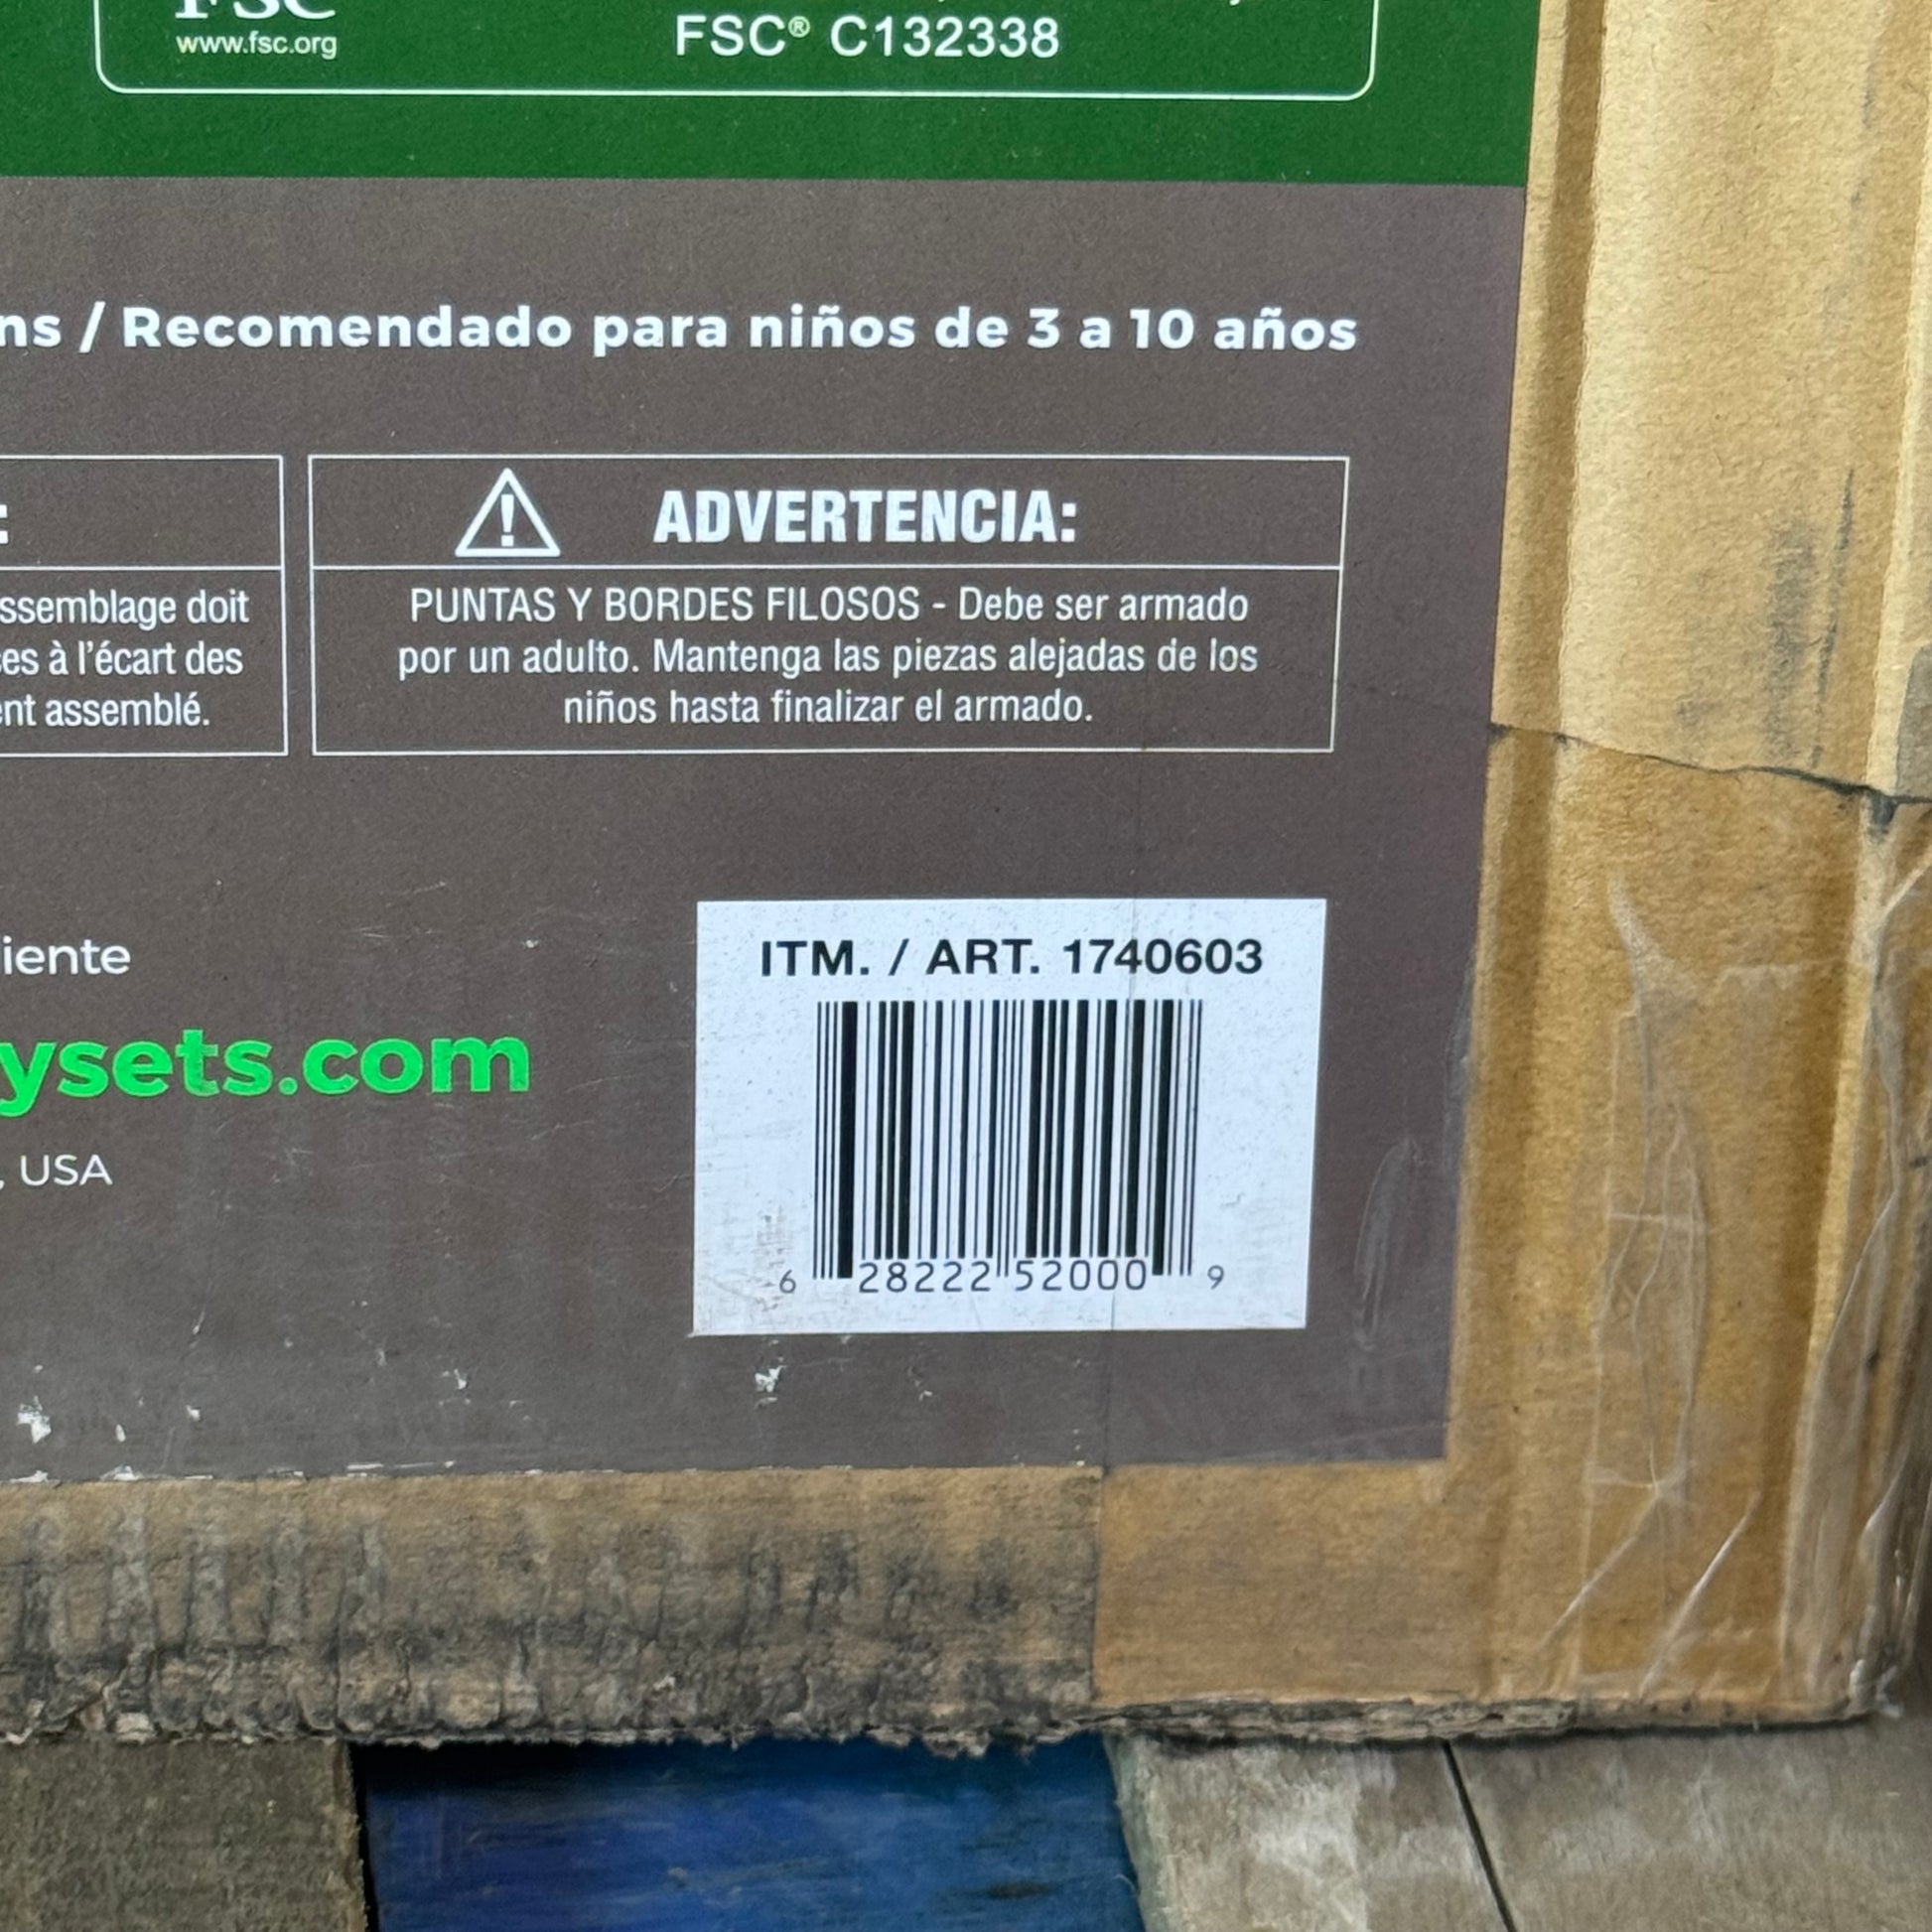 FSC
www.fsc.org
FSC® C132338
ns / Recomendado para niños de 3 a 10 años
:
ssemblage doit
es à l'écart des
ent assemblé.
ADVERTENCIA:
PUNTAS Y BORDES FILOSOS - Debe ser armado
por un adulto. Mantenga las piezas alejadas de los
niños hasta finalizar el armado.
iente
ysets.com
, USA
ITM. / ART. 1740603
6 28222 52000 9